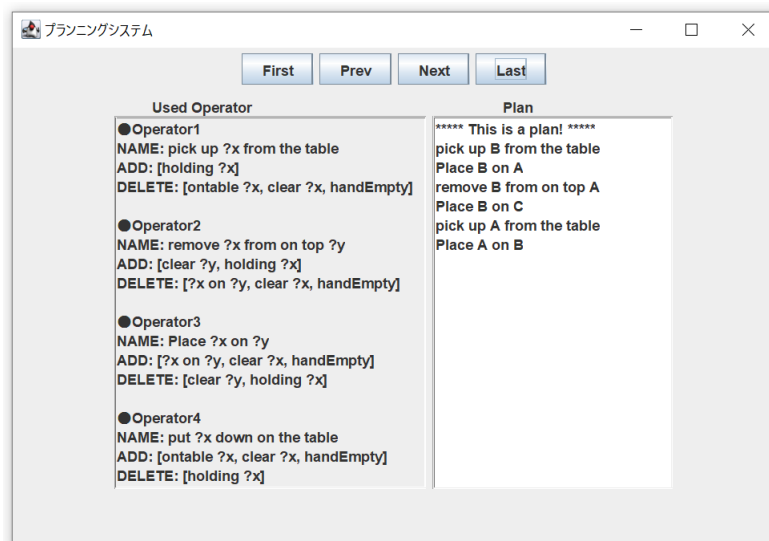 プランニングシステム
First Prev Next Last
Used Operator
●Operator1
NAME: pick up ?x from the table
ADD: [holding ?x]
DELETE: [ontable ?x, clear ?x, handEmpty]
●Operator2
NAME: remove ?x from on top ?y
ADD: [clear ?y, holding ?x]
DELETE: [?x on ?y, clear ?x, handEmpty]
●Operator3
NAME: Place ?x on ?y
ADD: [?x on ?y, clear ?x, handEmpty]
DELETE: [clear ?y, holding ?x]
●Operator4
NAME: put ?x down on the table
ADD: [ontable ?x, clear ?x, handEmpty]
DELETE: [holding ?x]
Plan
***** This is a plan! *****
pick up B from the table
Place B on A
remove B from on top A
Place B on C
pick up A from the table
Place A on B